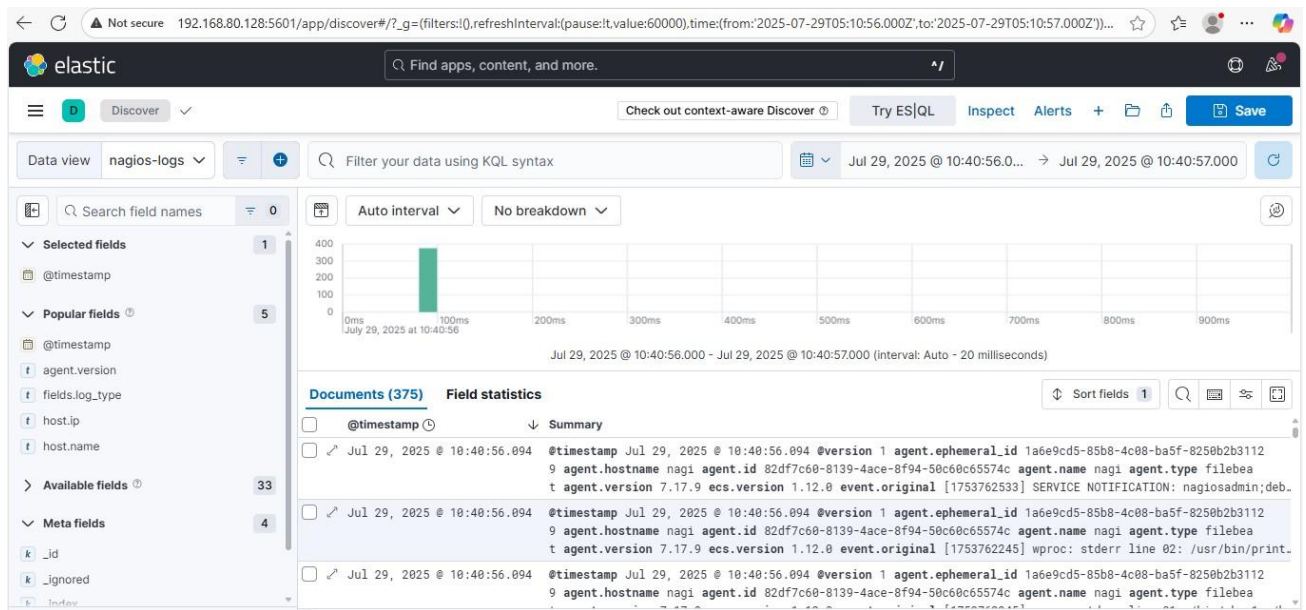 Not secure 192.168.80.128:5601/app/discover#/?_g=(filters:!(),refreshInterval:(pause:!t,value:60000),time:(from:'2025-07-29T05:10:56.000Z',to:'2025-07-29T05:10:57.000Z'))...
elastic
Find apps, content, and more. ^/
D Discover Check out context-aware Discover Try ES|QL Inspect Alerts + Save
Data view nagios-logs Filter your data using KQL syntax Jul 29, 2025 @ 10:40:56.0... → Jul 29, 2025 @ 10:40:57.000
Search field names 0
Auto interval No breakdown
Selected fields 1
@timestamp
Popular fields 5
@timestamp
agent.version
fields.log_type
host.ip
host.name
Available fields 33
Meta fields 4
_id
_ignored
_index
400
300
200
100
0
0ms 100ms 200ms 300ms 400ms 500ms 600ms 700ms 800ms 900ms
July 29, 2025 at 10:40:56
Jul 29, 2025 @ 10:40:56.000 - Jul 29, 2025 @ 10:40:57.000 (interval: Auto - 20 milliseconds)
Documents (375) Field statistics Sort fields 1
@timestamp Summary
Jul 29, 2025 @ 10:40:56.094 @timestamp Jul 29, 2025 @ 10:40:56.094 @version 1 agent.ephemeral_id 1a6e9cd5-85b8-4c08-ba5f-8250b2b3112
9 agent.hostname nagi agent.id 82df7c60-8139-4ace-8f94-50c60c65574c agent.name nagi agent.type filebea
t agent.version 7.17.9 ecs.version 1.12.0 event.original [1753762533] SERVICE NOTIFICATION: nagiosadmin;deb…
Jul 29, 2025 @ 10:40:56.094 @timestamp Jul 29, 2025 @ 10:40:56.094 @version 1 agent.ephemeral_id 1a6e9cd5-85b8-4c08-ba5f-8250b2b3112
9 agent.hostname nagi agent.id 82df7c60-8139-4ace-8f94-50c60c65574c agent.name nagi agent.type filebea
t agent.version 7.17.9 ecs.version 1.12.0 event.original [1753762245] wproc: stderr line 02: /usr/bin/print…
Jul 29, 2025 @ 10:40:56.094 @timestamp Jul 29, 2025 @ 10:40:56.094 @version 1 agent.ephemeral_id 1a6e9cd5-85b8-4c08-ba5f-8250b2b3112
9 agent.hostname nagi agent.id 82df7c60-8139-4ace-8f94-50c60c65574c agent.name nagi agent.type filebea